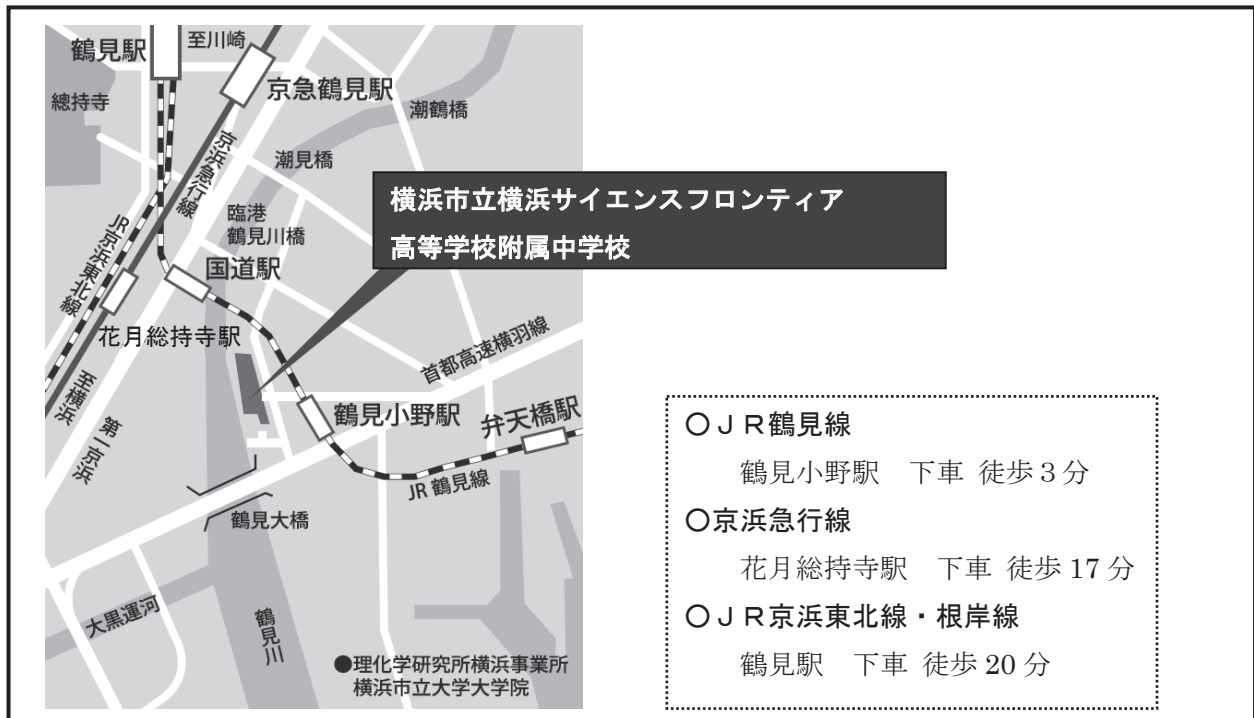 鶴見駅
至川崎
京急鶴見駅
總持寺
潮鶴橋
京浜急行線
潮見橋
横浜市立横浜サイエンスフロンティア
高等学校附属中学校
臨港
鶴見川橋
JR京浜東北線
国道駅
花月総持寺駅
首都高速横羽線
至横浜
第一京浜
鶴見小野駅
弁天橋駅
JR鶴見線
鶴見大橋
大黒運河
鶴見川
●理化学研究所横浜事業所
横浜市立大学大学院
○JR鶴見線
鶴見小野駅　下車 徒歩3分
○京浜急行線
花月総持寺駅　下車 徒歩17分
○JR京浜東北線・根岸線
鶴見駅　下車 徒歩20分